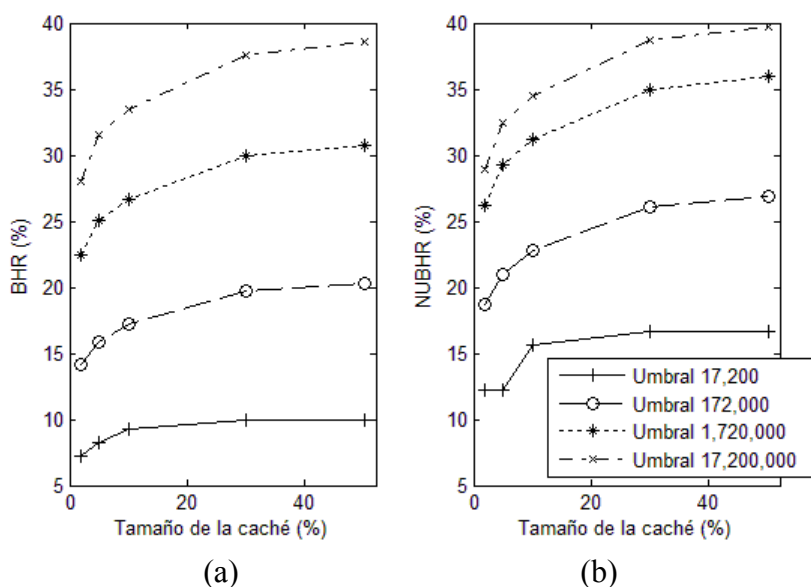 40
35
30
25
20
15
10
5
BHR (%)
0
20
40
Tamaño de la caché (%)
(a)
40
35
30
25
20
15
10
5
NUBHR (%)
0
20
40
Tamaño de la caché (%)
Umbral 17,200
Umbral 172,000
Umbral 1,720,000
Umbral 17,200,000
(b)